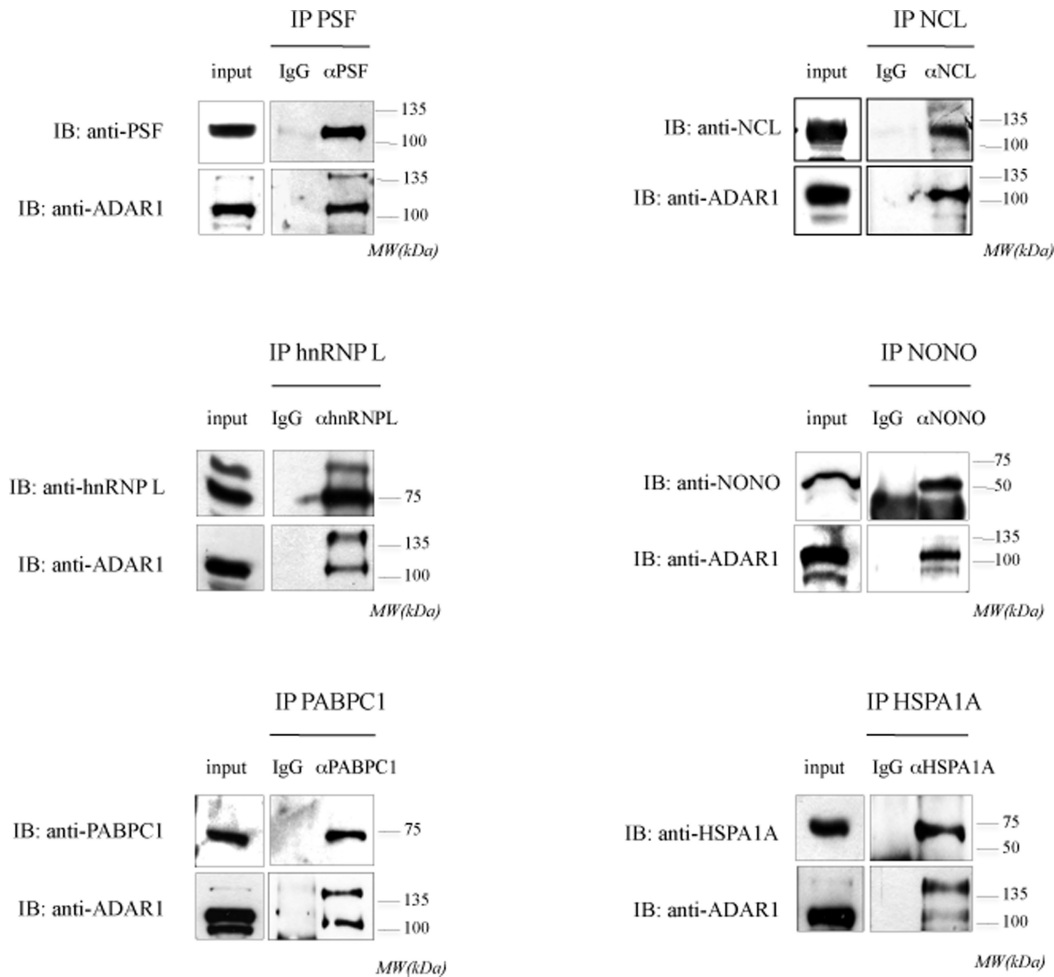 IP PSF
input IgG αPSF
IB: anti-PSF
135
100
IB: anti-ADAR1
135
100
MW(kDa)
IP NCL
input IgG αNCL
IB: anti-NCL
135
100
IB: anti-ADAR1
135
100
MW(kDa)
IP hnRNP L
input IgG αhnRNPL
IB: anti-hnRNP L
75
IB: anti-ADAR1
135
100
MW(kDa)
IP NONO
input IgG αNONO
IB: anti-NONO
75
50
IB: anti-ADAR1
135
100
MW(kDa)
IP PABPC1
input IgG αPABPC1
IB: anti-PABPC1
75
IB: anti-ADAR1
135
100
MW(kDa)
IP HSPA1A
input IgG αHSPA1A
IB: anti-HSPA1A
75
50
IB: anti-ADAR1
135
100
MW(kDa)